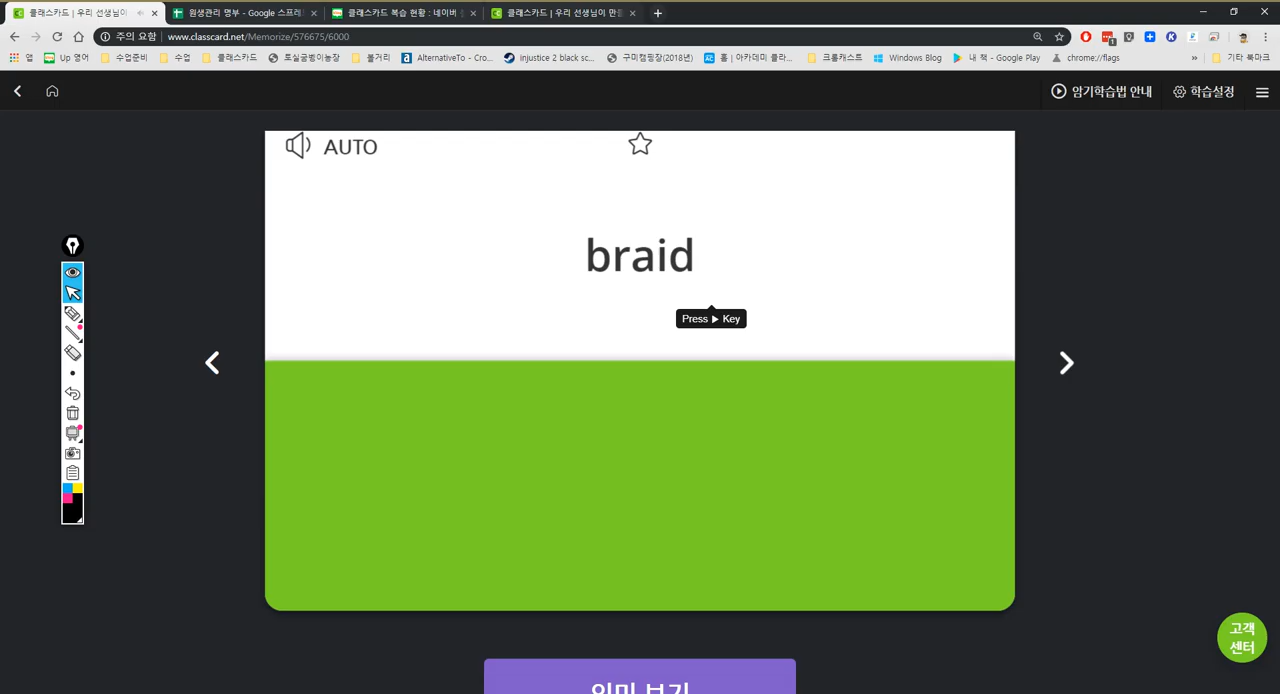 클래스카드 | 우리 선생님이
원생관리 명부 - Google 스프레
클래스카드 복습 현황 : 네이버
클래스카드 | 우리 선생님이 만든
주의 요함 | www.classcard.net/Memorize/576675/6000
앱 Up 영어 수업준비 수업 클래스카드 토실공병이농장 볼거리 AlternativeTo - Cro... Injustice 2 black sc... 구미캠핑장(2018년) 홈 | 아카데미 클라... 크롬캐스트 Windows Blog 내 책 - Google Play chrome://flags » 기타 북마크
암기학습법 안내 학습설정
AUTO
braid
Press ▶ Key
고객
센터
의미 보기